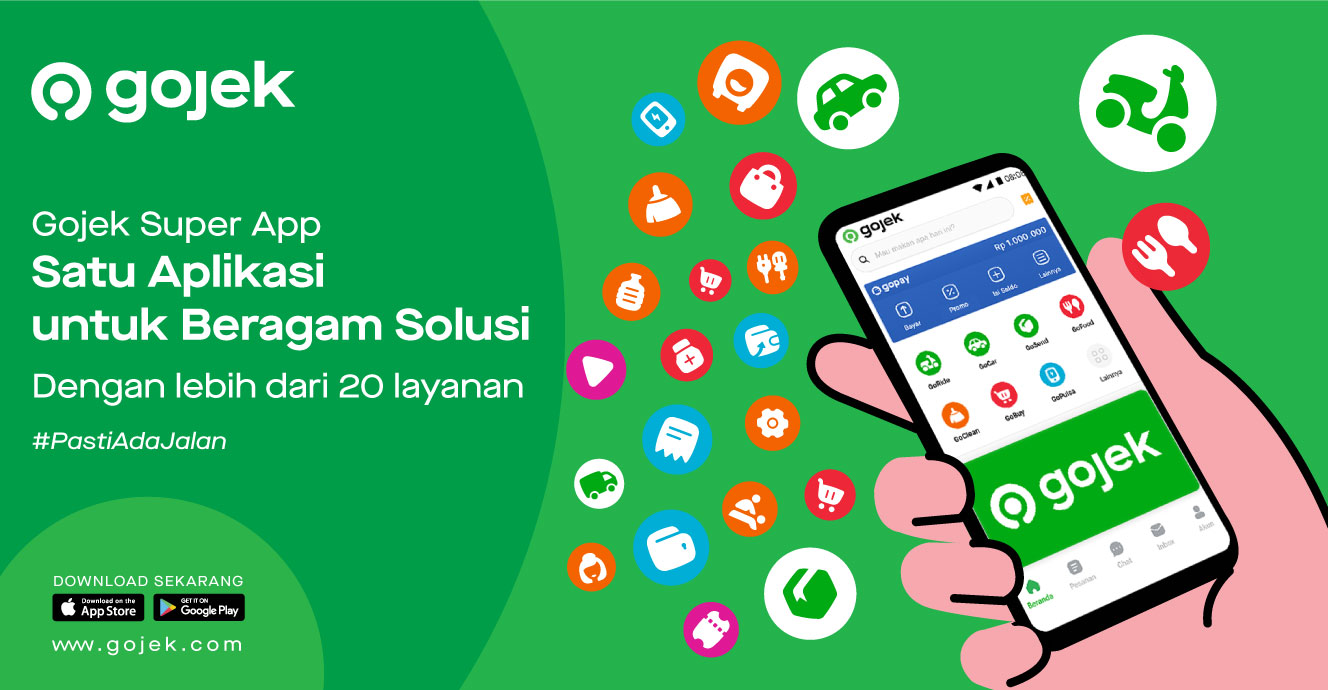 gojek
Gojek Super App
Satu Aplikasi
untuk Beragam Solusi
Dengan lebih dari 20 layanan
#PastiAdaJalan
DOWNLOAD SEKARANG
Download on the
App Store
GET IT ON
Google Play
www.gojek.com
08:08
gojek
Mau makan apa hari ini?
gopay
Rp 1.000.000
Bayar
Promo
Isi Saldo
Lainnya
GoRide
GoCar
GoSend
GoFood
GoClean
GoBuy
GoPulsa
Lainnya
gojek
Beranda
Pesanan
Chat
Inbox
Akun